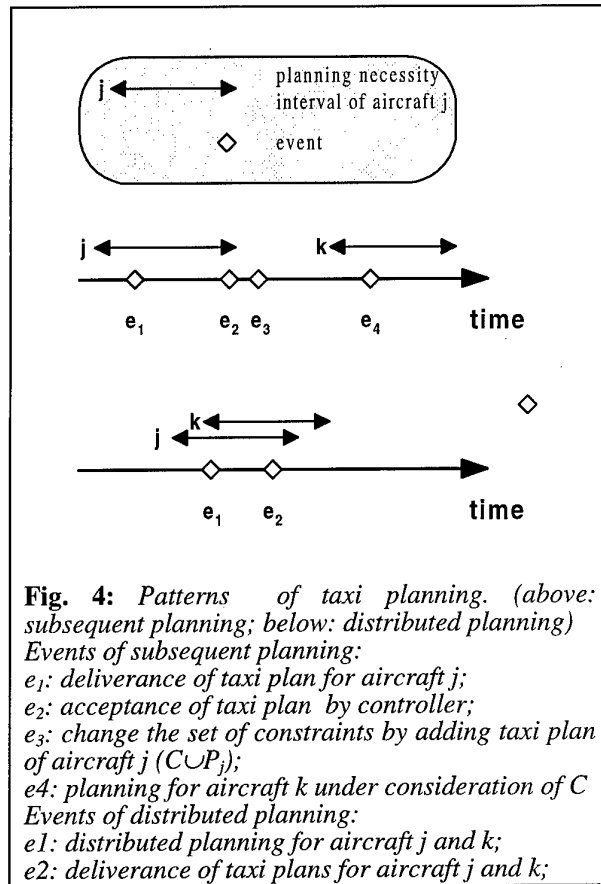 j planning necessity
interval of aircraft j
event
j k
e1 e2 e3 e4 time
k
j
e1 e2 time
Fig. 4: Patterns of taxi planning. (above:
subsequent planning; below: distributed planning)
Events of subsequent planning:
e1: deliverance of taxi plan for aircraft j;
e2: acceptance of taxi plan by controller;
e3: change the set of constraints by adding taxi plan
of aircraft j (C∪Pj);
e4: planning for aircraft k under consideration of C
Events of distributed planning:
e1: distributed planning for aircraft j and k;
e2: deliverance of taxi plans for aircraft j and k;